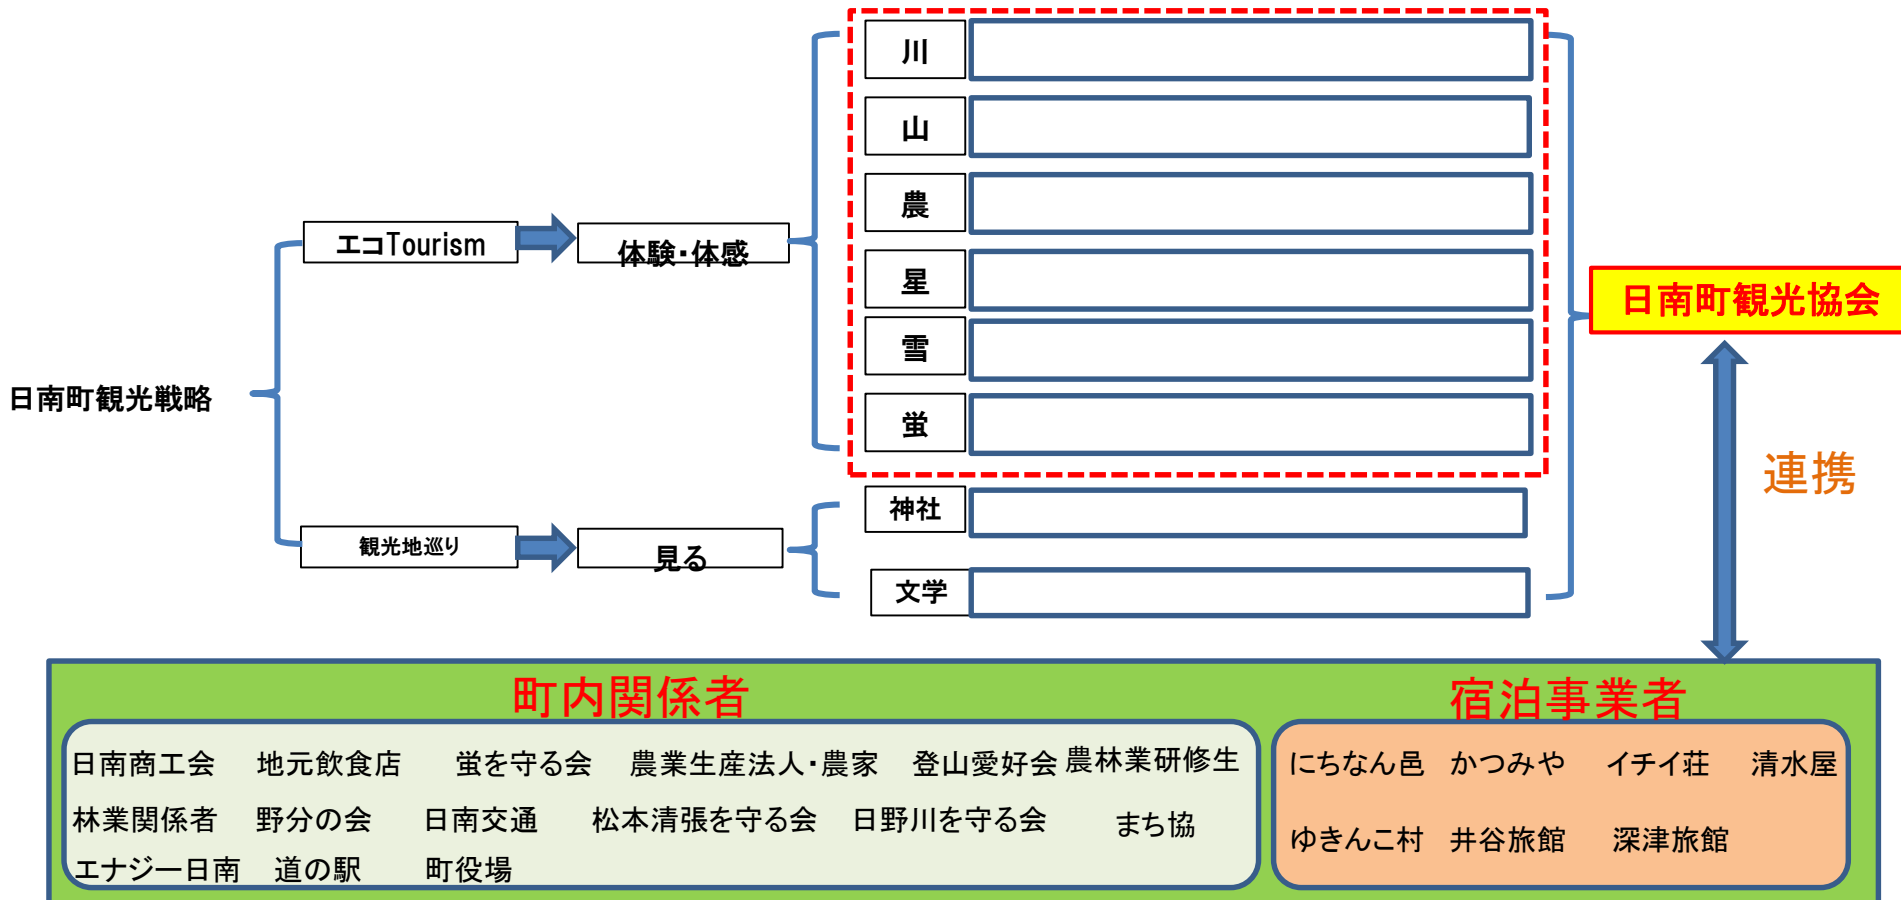 川
山
農
星
雪
蛍
エコTourism
体験・体感
日南町観光協会
日南町観光戦略
連携
観光地巡り
見る
神社
文学
町内関係者
日南商工会 地元飲食店 蛍を守る会 農業生産法人・農家 登山愛好会 農林業研修生
林業関係者 野分の会 日南交通 松本清張を守る会 日野川を守る会 まち協
エナジー日南 道の駅 町役場
宿泊事業者
にちなん邑 かつみや イチイ荘 清水屋
ゆきんこ村 井谷旅館 深津旅館